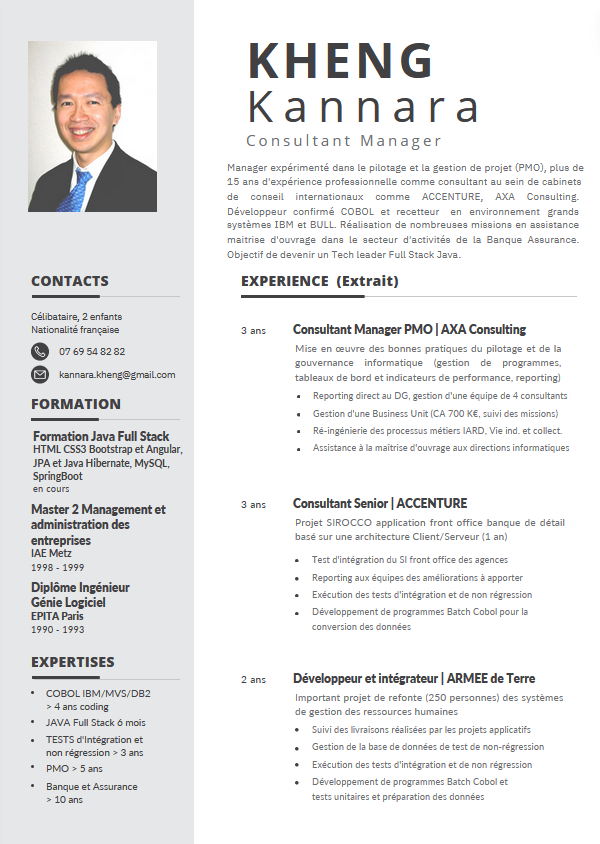 KHENG
Kannara
Consultant Manager
Manager expérimenté dans le pilotage et la gestion de projet (PMO), plus de
15 ans d'expérience professionnelle comme consultant au sein de cabinets
de conseil internationaux comme ACCENTURE, AXA Consulting.
Développeur confirmé COBOL et recetteur en environnement grands
systèmes IBM et BULL. Réalisation de nombreuses missions en assistance
maitrise d'ouvrage dans le secteur d'activités de la Banque Assurance.
Objectif de devenir un Tech leader Full Stack Java.
CONTACTS
Célibataire, 2 enfants
Nationalité française
07 69 54 82 82
kannara.kheng@gmail.com
FORMATION
Formation Java Full Stack
HTML CSS3 Bootstrap et Angular,
JPA et Java Hibernate, MySQL,
SpringBoot
en cours
Master 2 Management et
administration des
entreprises
IAE Metz
1998 - 1999
Diplôme Ingénieur
Génie Logiciel
EPITA Paris
1990 - 1993
EXPERTISES
• COBOL IBM/MVS/DB2
> 4 ans coding
• JAVA Full Stack 6 mois
• TESTS d'Intégration et
non régression > 3 ans
• PMO > 5 ans
• Banque et Assurance
> 10 ans
EXPERIENCE (Extrait)
3 ans Consultant Manager PMO | AXA Consulting
Mise en œuvre des bonnes pratiques du pilotage et de la
gouvernance informatique (gestion de programmes,
tableaux de bord et indicateurs de performance, reporting)
• Reporting direct au DG, gestion d'une équipe de 4 consultants
• Gestion d'une Business Unit (CA 700 K€, suivi des missions)
• Ré-ingénierie des processus métiers IARD, Vie ind. et collect.
• Assistance à la maîtrise d'ouvrage aux directions informatiques
3 ans Consultant Senior | ACCENTURE
Projet SIROCCO application front office banque de détail
basé sur une architecture Client/Serveur (1 an)
• Test d'intégration du SI front office des agences
• Reporting aux équipes des améliorations à apporter
• Exécution des tests d'intégration et de non régression
• Développement de programmes Batch Cobol pour la
conversion des données
2 ans Développeur et intégrateur | ARMEE de Terre
Important projet de refonte (250 personnes) des systèmes
de gestion des ressources humaines
• Suivi des livraisons réalisées par les projets applicatifs
• Gestion de la base de données de test de non-régression
• Exécution des tests d'intégration et de non régression
• Développement de programmes Batch Cobol et
tests unitaires et préparation des données